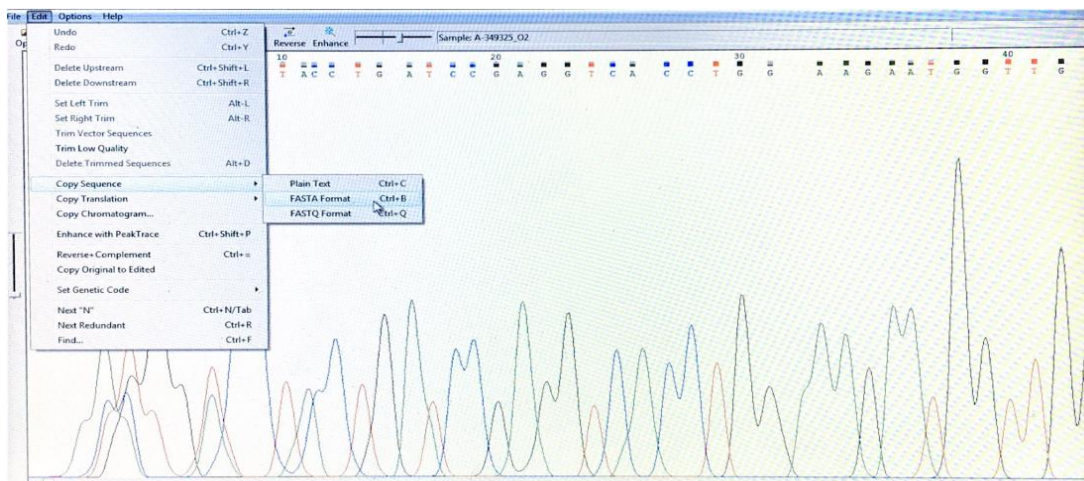 File Edit Options Help
Undo Ctrl+Z
Redo Ctrl+Y
Delete Upstream Ctrl+Shift+L
Delete Downstream Ctrl+Shift+R
Set Left Trim Alt-L
Set Right Trim Alt-R
Trim Vector Sequences
Trim Low Quality
Delete Trimmed Sequences Alt+D
Copy Sequence
Copy Translation
Copy Chromatogram...
Enhance with PeakTrace Ctrl+Shift+P
Reverse+Complement Ctrl+=
Copy Original to Edited
Set Genetic Code
Next "N" Ctrl+N/Tab
Next Redundant Ctrl+R
Find... Ctrl+F
Plain Text Ctrl+C
FASTA Format Ctrl+B
FASTQ Format Ctrl+Q
Reverse Enhance
Sample: A-349325_O2
10 20 30 40
T A C C T G A T C C G A G G T C A C C T G G A A G A A T G G T T G